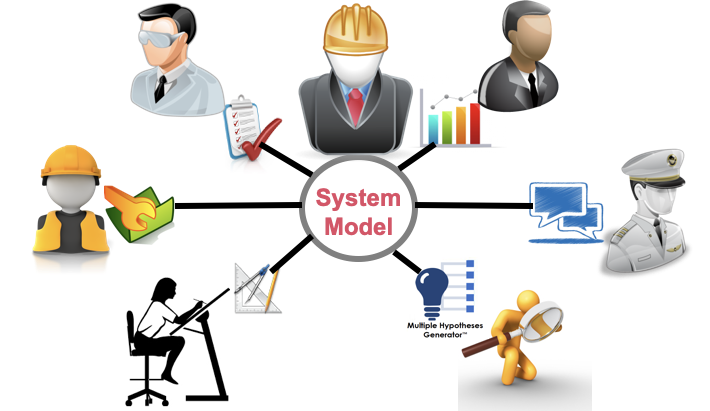 System
Model
Multiple Hypotheses
Generator™